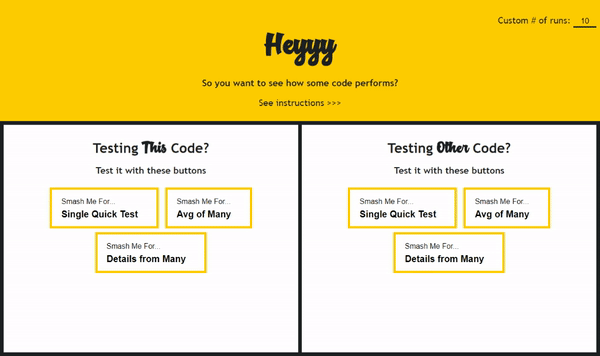 Custom # of runs: 10
Heyyy
So you want to see how some code performs?
See instructions >>>
Testing This Code?
Test it with these buttons
Smash Me For...
Single Quick Test
Smash Me For...
Avg of Many
Smash Me For...
Details from Many
Testing Other Code?
Test it with these buttons
Smash Me For...
Single Quick Test
Smash Me For...
Avg of Many
Smash Me For...
Details from Many